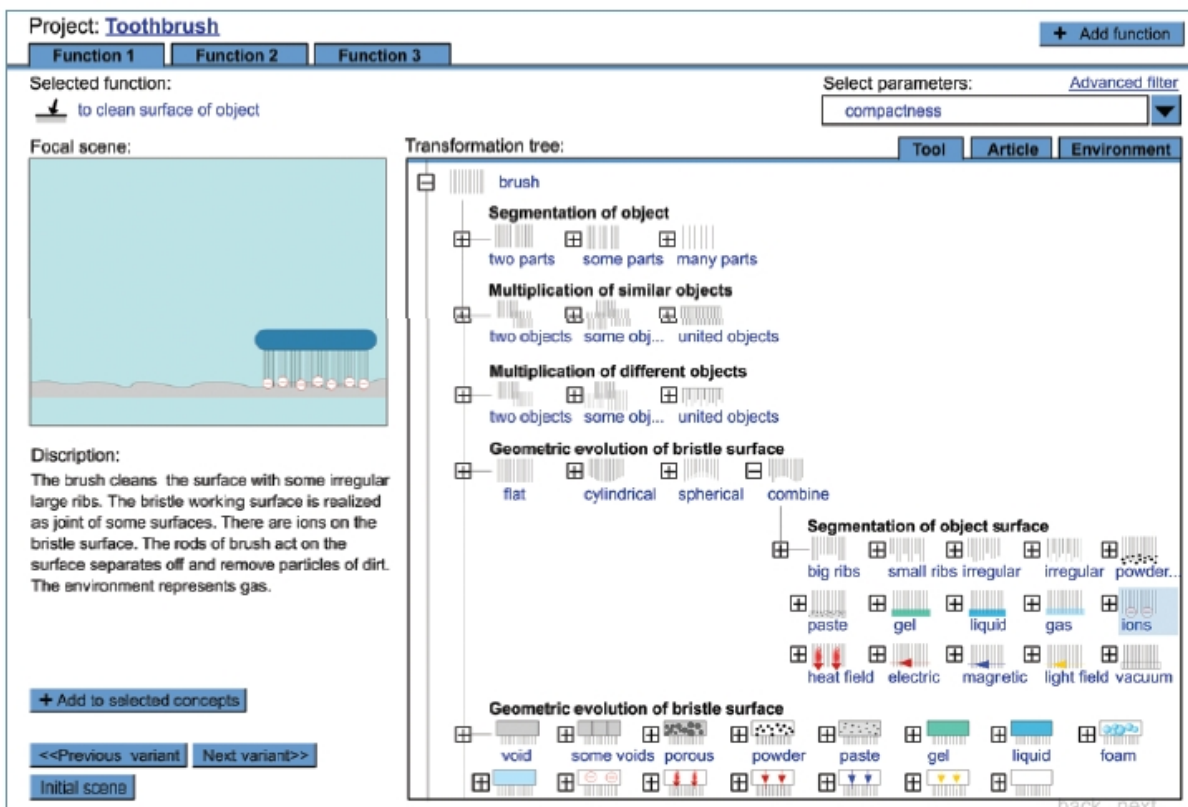 Project: Toothbrush
+ Add function
Function 1 Function 2 Function 3
Selected function:
to clean surface of object
Select parameters: Advanced filter
compactness
Focal scene:
Transformation tree:
Tool Article Environment
brush
Segmentation of object
two parts some parts many parts
Multiplication of similar objects
two objects some obj... united objects
Multiplication of different objects
two objects some obj... united objects
Geometric evolution of bristle surface
flat cylindrical spherical combine
Segmentation of object surface
big ribs small ribs irregular irregular powder...
paste gel liquid gas ions
heat field electric magnetic light field vacuum
Geometric evolution of bristle surface
void some voids porous powder paste gel liquid foam
Discription:
The brush cleans the surface with some irregular
large ribs. The bristle working surface is realized
as joint of some surfaces. There are ions on the
bristle surface. The rods of brush act on the
surface separates off and remove particles of dirt.
The environment represents gas.
+ Add to selected concepts
<<Previous variant Next variant>>
Initial scene
back next